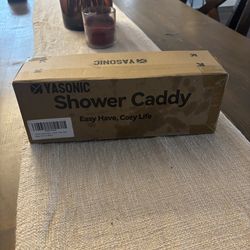 YASONIC
Shower Caddy
Easy Have, Cozy Life
YASONIC